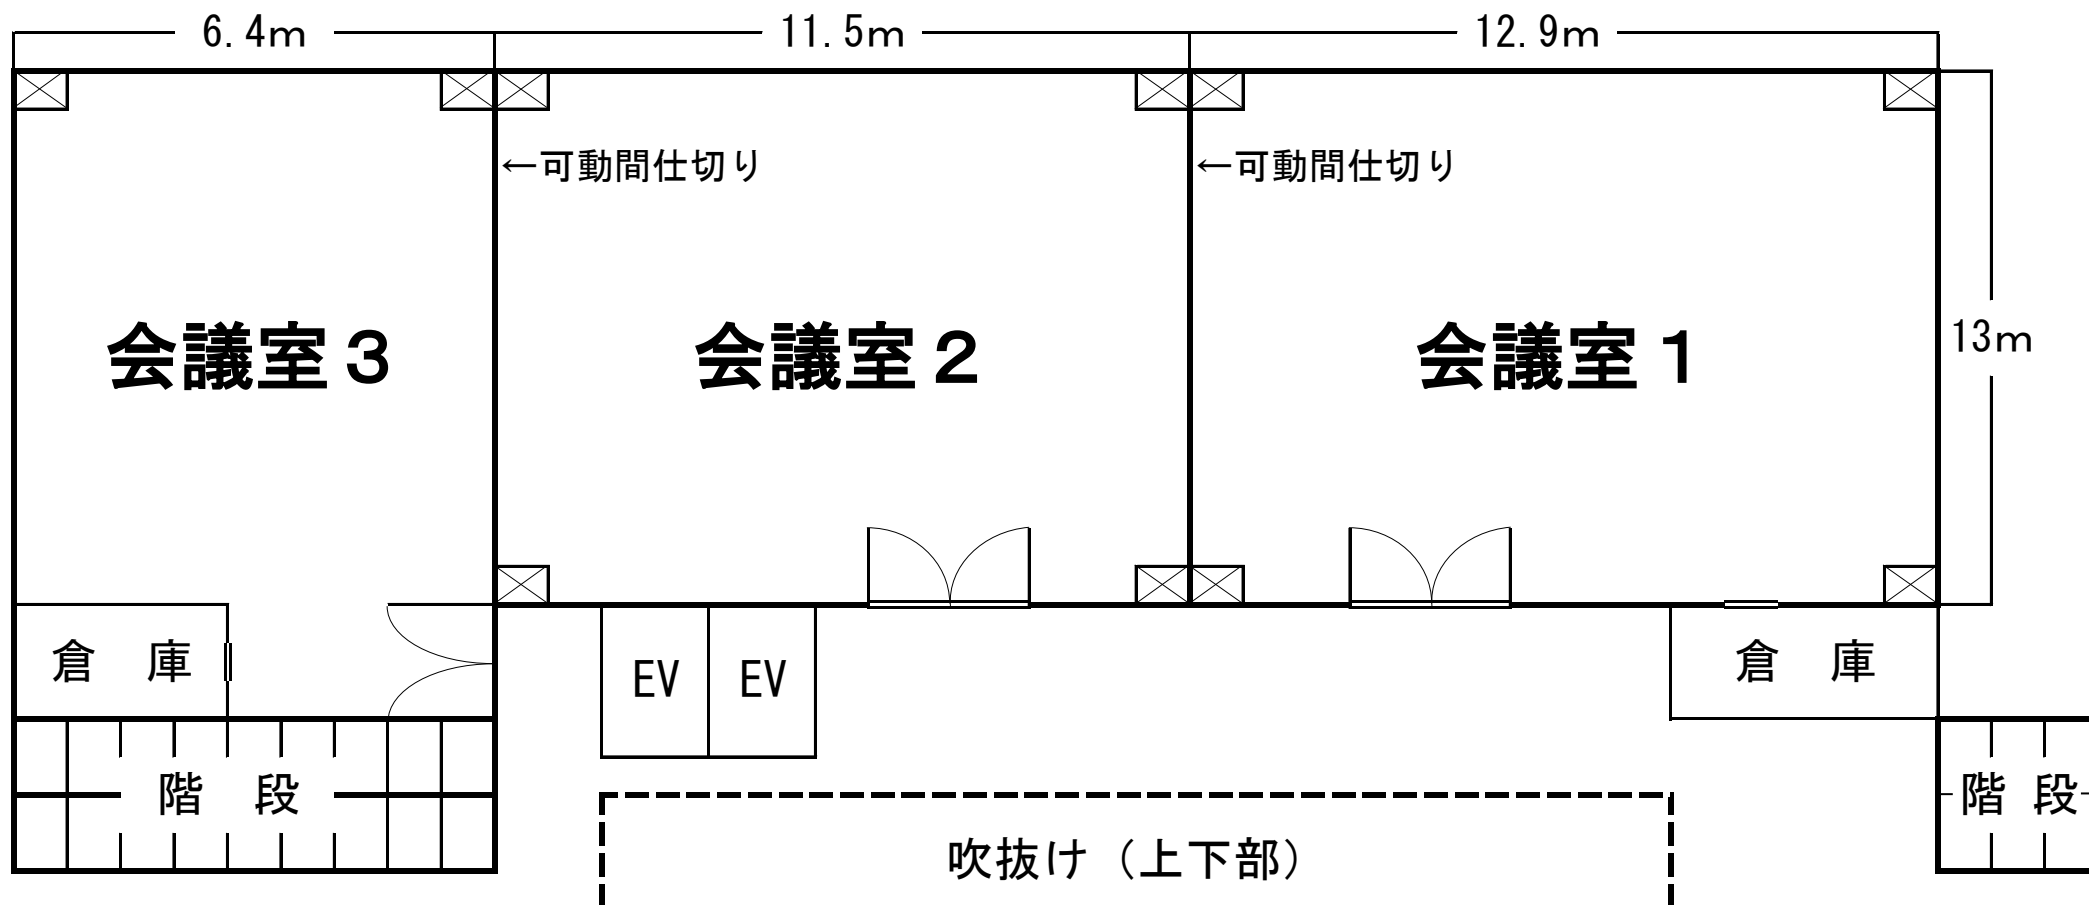 6.4m 11.5m 12.9m
←可動間仕切り ←可動間仕切り
会議室3 会議室2 会議室1
13m
倉 庫 EV EV 倉 庫
階 段 階 段
吹抜け（上下部）